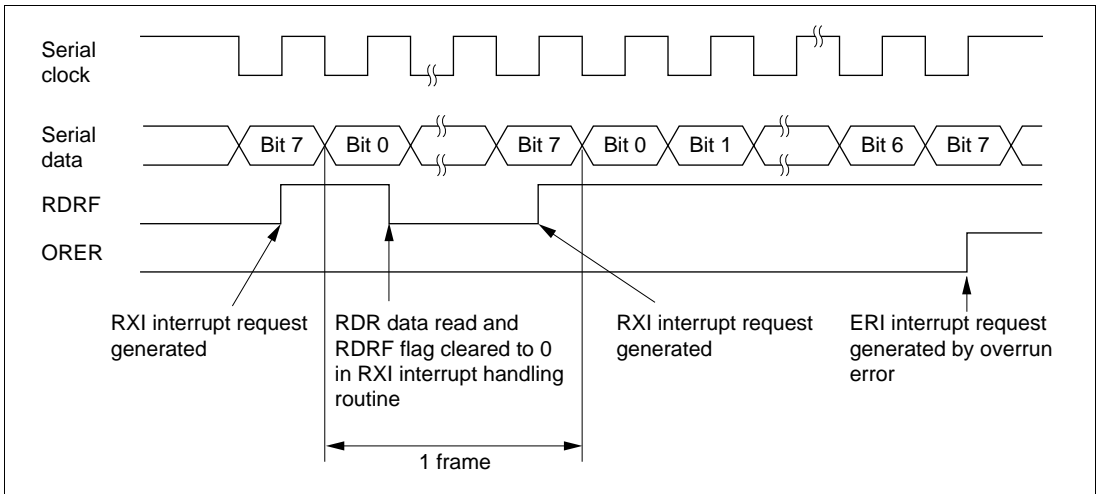 Serial
clock
Serial
data
Bit 7
Bit 0
Bit 7
Bit 0
Bit 1
Bit 6
Bit 7
RDRF
ORER
RXI interrupt request
generated
RDR data read and
RDRF flag cleared to 0
in RXI interrupt handling
routine
RXI interrupt request
generated
ERI interrupt request
generated by overrun
error
1 frame